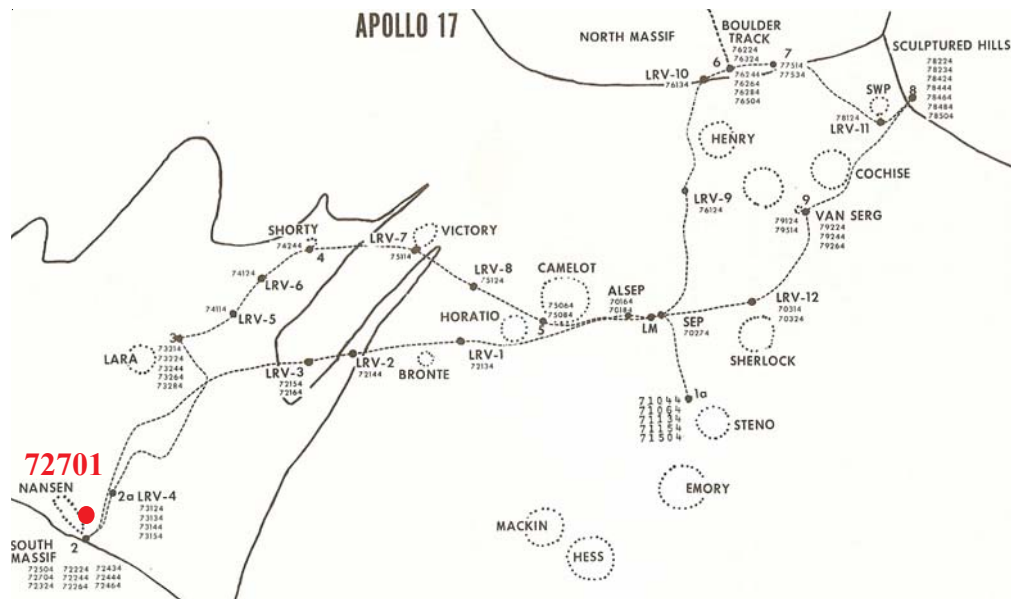 APOLLO 17
NORTH MASSIF
BOULDER
TRACK
76224
76324
6
7
77514
77534
76244
76264
76284
76504
LRV-10
76134
SCULPTURED HILLS
78224
78234
78424
78444
78464
78484
78504
8
SWP
78124
LRV-11
HENRY
COCHISE
LRV-9
76124
9
VAN SERG
79124
79514
79224
79244
79264
SHORTY
74244
4
LRV-7
75114
VICTORY
74124
LRV-6
LRV-8
75124
CAMELOT
75064
75084
5
HORATIO
ALSEP
70164
70184
LM
SEP
70274
LRV-12
70314
70324
SHERLOCK
74114
LRV-5
3
73214
73224
73244
73264
73284
LARA
LRV-3
72154
72164
LRV-2
72144
BRONTE
LRV-1
72134
1a
71044
71064
71134
71154
71504
STENO
EMORY
MACKIN
HESS
72701
NANSEN
2a LRV-4
73124
73134
73144
73154
2
SOUTH
MASSIF
72504 72224 72434
72704 72244 72444
72324 72264 72464